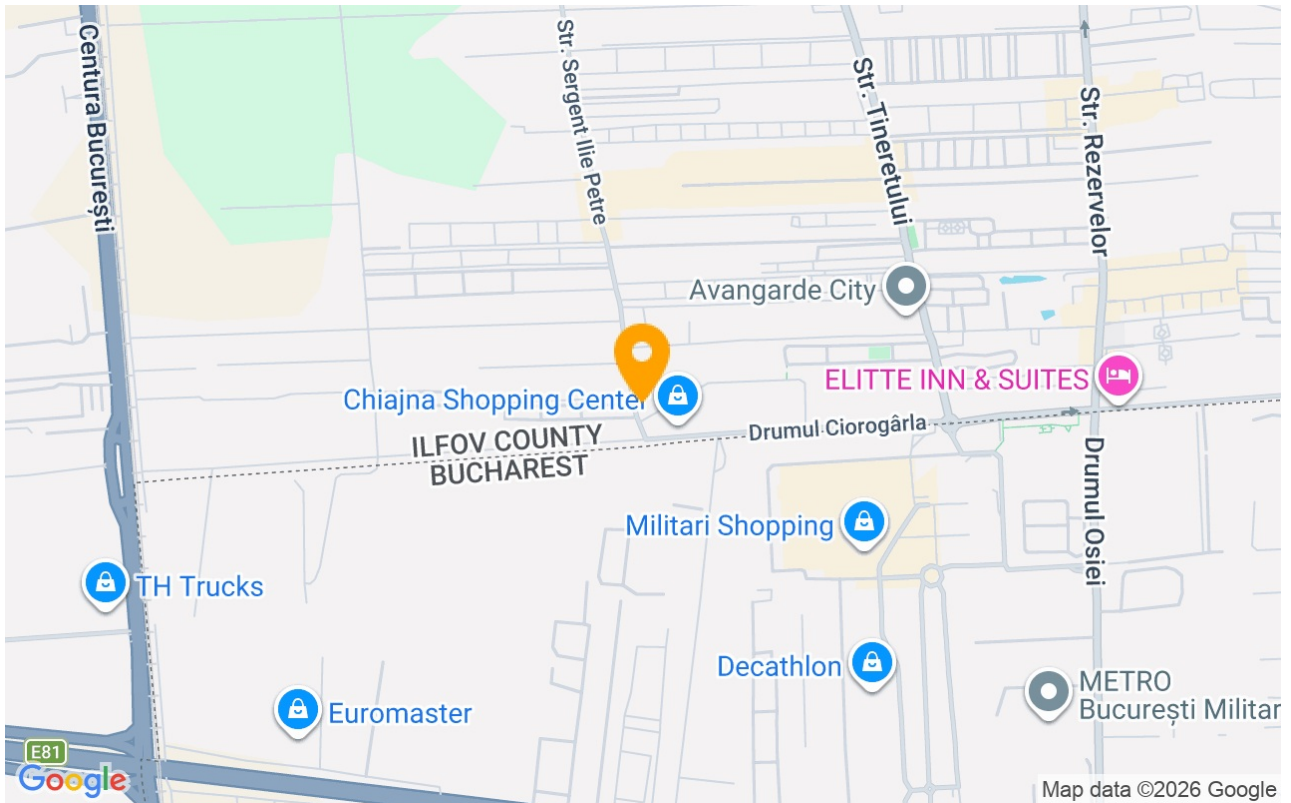 Centura București
Str. Sergent Ilie Petre
Str. Tineretului
Str. Rezervelor
Avangarde City
ELITTE INN & SUITES
Chiajna Shopping Center
Drumul Ciorogârla
ILFOV COUNTY
BUCHAREST
Drumul Osiei
Militari Shopping
TH Trucks
Decathlon
METRO
București Militar
Euromaster
E81
Google
Map data ©2026 Google